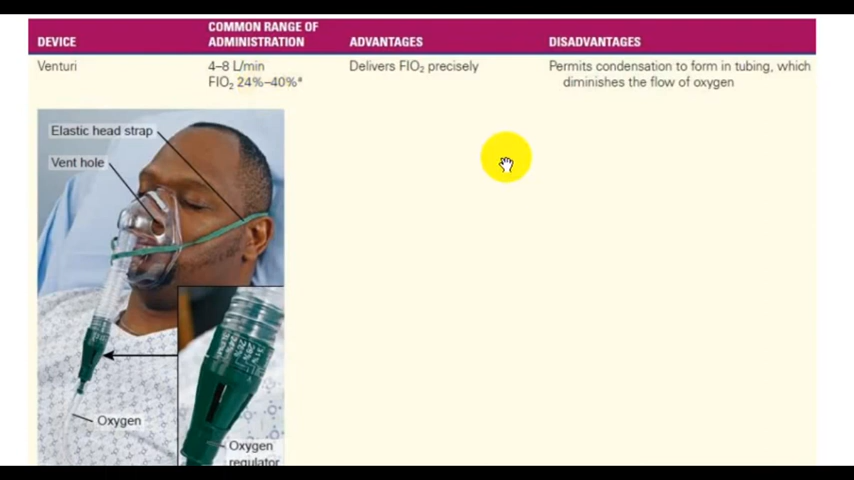 DEVICE
COMMON RANGE OF
ADMINISTRATION
ADVANTAGES
DISADVANTAGES
Venturi
4–8 L/min
FIO₂ 24%–40%ᵃ
Delivers FIO₂ precisely
Permits condensation to form in tubing, which
diminishes the flow of oxygen
Elastic head strap
Vent hole
Oxygen
Oxygen
regulator